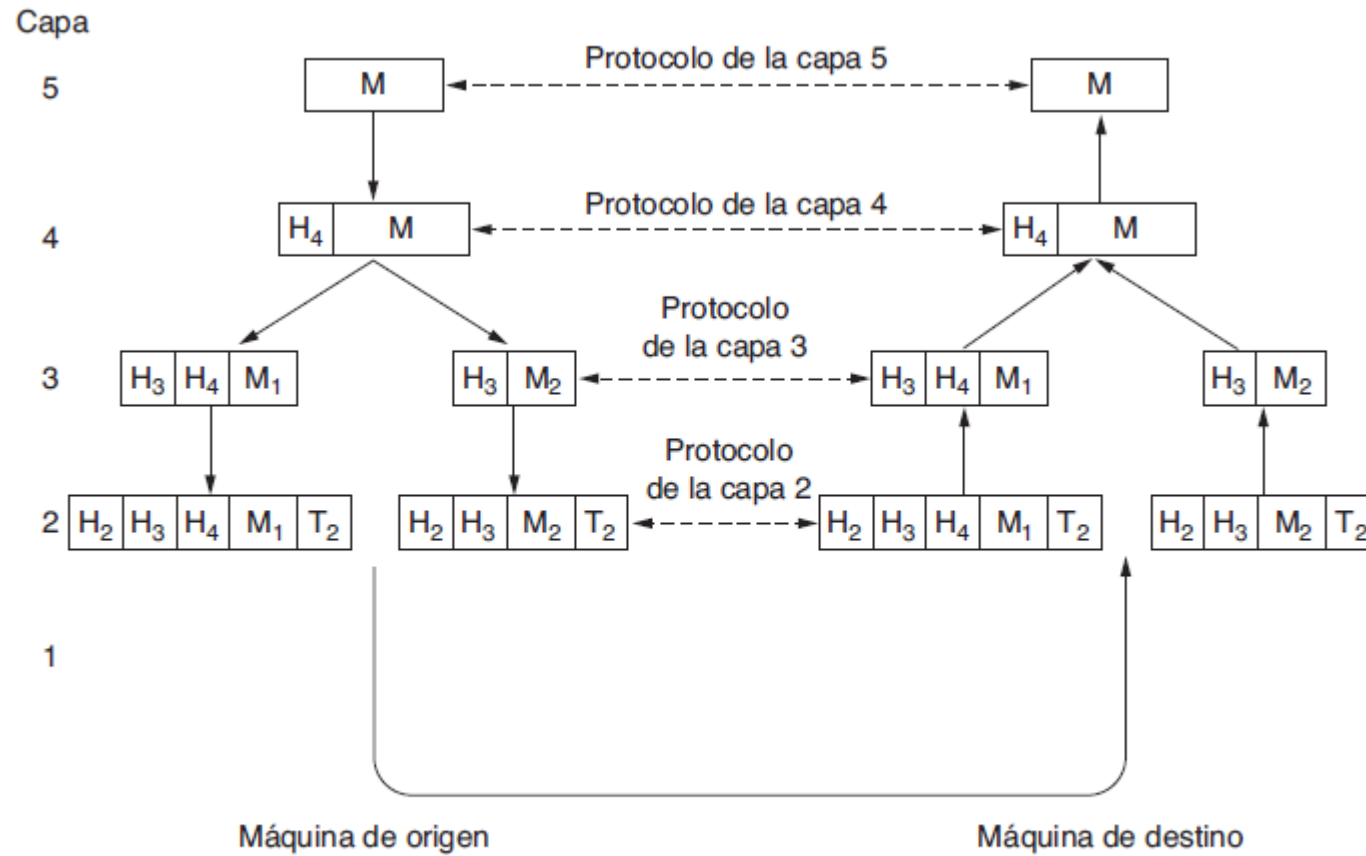 Capa
5 M Protocolo de la capa 5 M
4 H₄ M Protocolo de la capa 4 H₄ M
Protocolo
de la capa 3
3 H₃ H₄ M₁ H₃ M₂ H₃ H₄ M₁ H₃ M₂
Protocolo
de la capa 2
2 H₂ H₃ H₄ M₁ T₂ H₂ H₃ M₂ T₂ H₂ H₃ H₄ M₁ T₂ H₂ H₃ M₂ T₂
1
Máquina de origen Máquina de destino